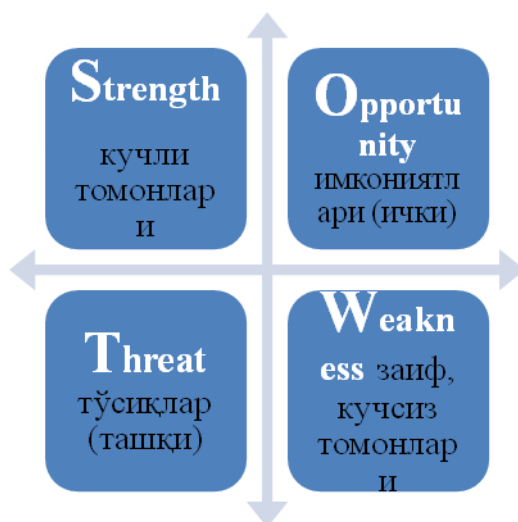 Strength
кучли
томонлар
и
Opportu
nity
имкониятл
ари (ички)
Threat
тўсиқлар
(ташқи)
Weakn
ess заиф,
кучсиз
томонлар
и